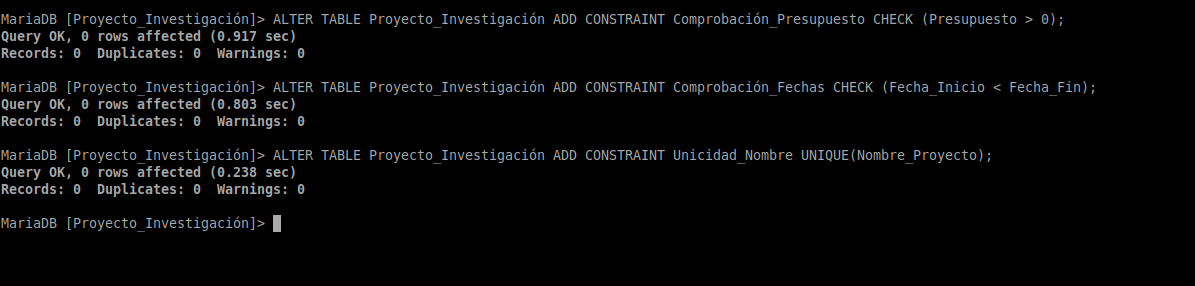 MariaDB [Proyecto_Investigación]> ALTER TABLE Proyecto_Investigación ADD CONSTRAINT Comprobación_Presupuesto CHECK (Presupuesto > 0);
Query OK, 0 rows affected (0.917 sec)
Records: 0  Duplicates: 0  Warnings: 0
MariaDB [Proyecto_Investigación]> ALTER TABLE Proyecto_Investigación ADD CONSTRAINT Comprobación_Fechas CHECK (Fecha_Inicio < Fecha_Fin);
Query OK, 0 rows affected (0.803 sec)
Records: 0  Duplicates: 0  Warnings: 0
MariaDB [Proyecto_Investigación]> ALTER TABLE Proyecto_Investigación ADD CONSTRAINT Unicidad_Nombre UNIQUE(Nombre_Proyecto);
Query OK, 0 rows affected (0.238 sec)
Records: 0  Duplicates: 0  Warnings: 0
MariaDB [Proyecto_Investigación]>